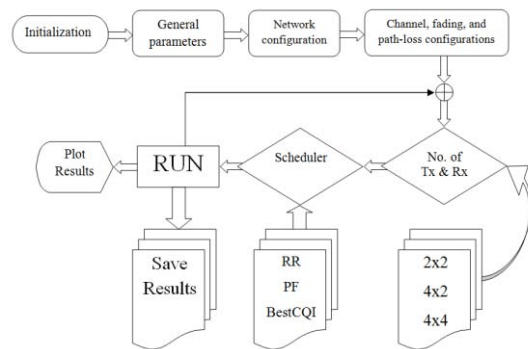 Initialization
General
parameters
Network
configuration
Channel, fading, and
path-loss configurations
Plot
Results
RUN
Scheduler
No. of
Tx & Rx
Save
Results
RR
PF
BestCQI
2x2
4x2
4x4